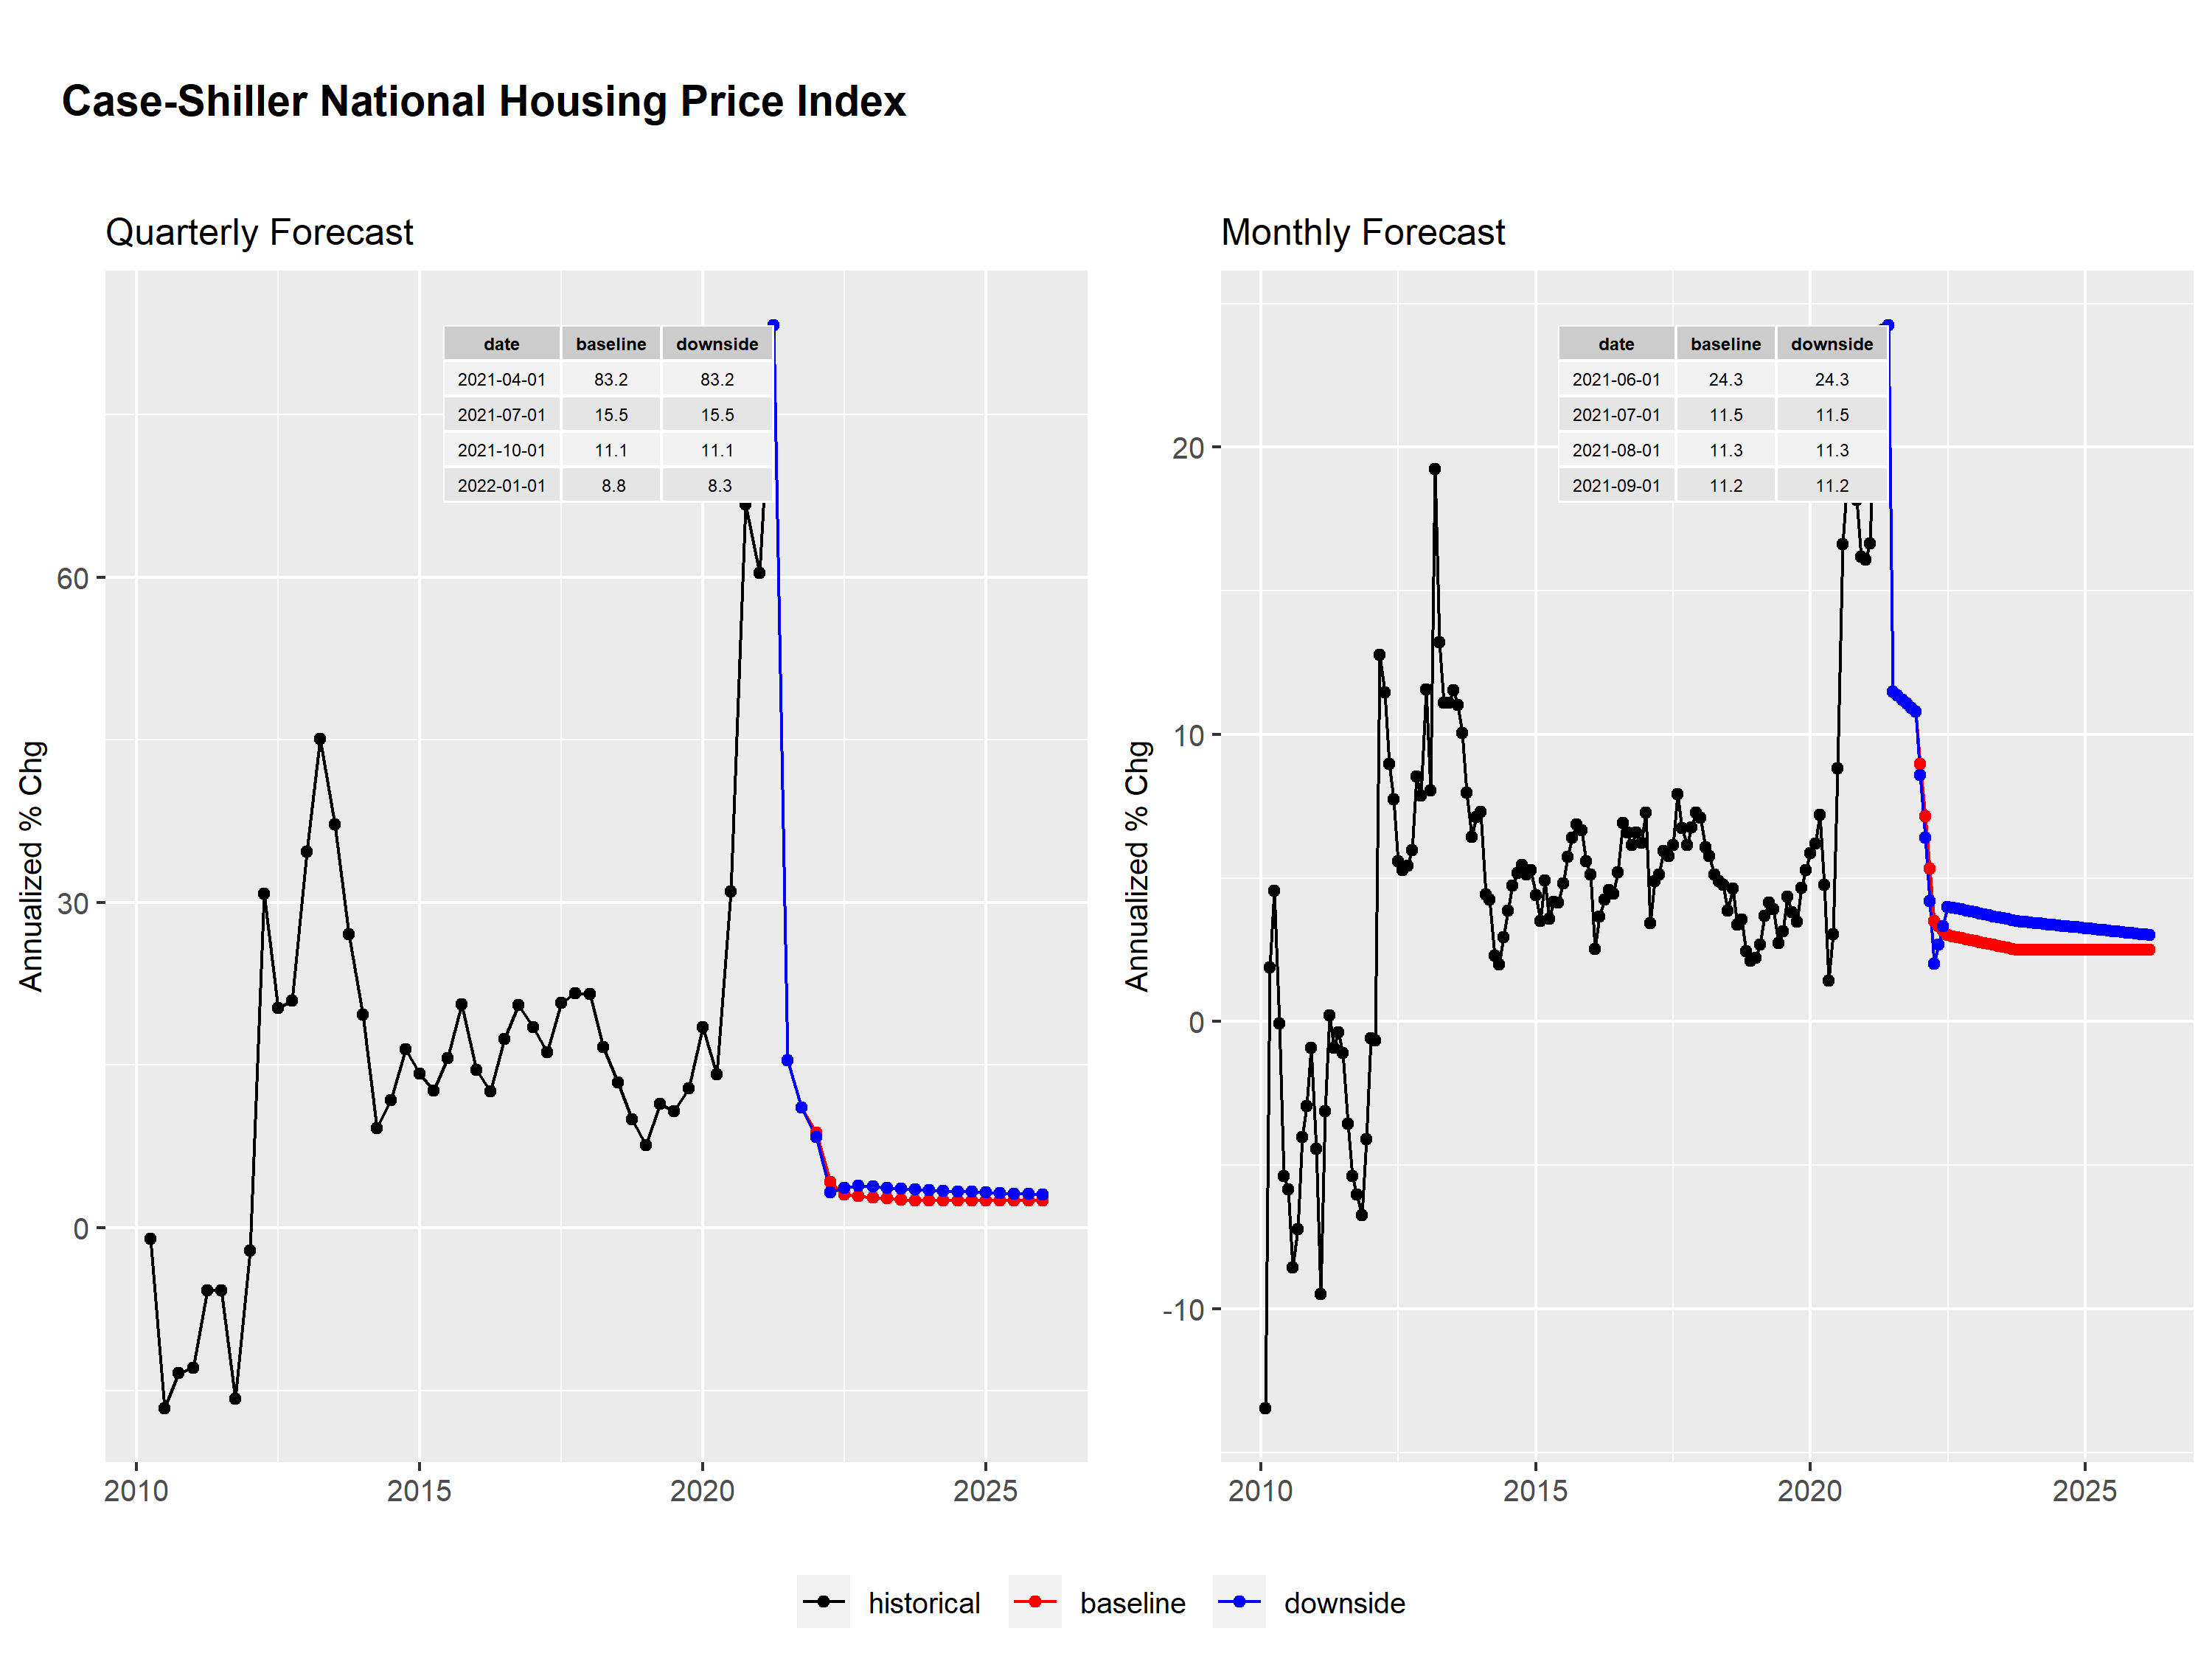 Case-Shiller National Housing Price Index
Quarterly Forecast
Annualized % Chg
60
30
0
2010 2015 2020 2025
date baseline downside
2021-04-01 83.2 83.2
2021-07-01 15.5 15.5
2021-10-01 11.1 11.1
2022-01-01 8.8 8.3
Monthly Forecast
Annualized % Chg
20
10
0
-10
2010 2015 2020 2025
date baseline downside
2021-06-01 24.3 24.3
2021-07-01 11.5 11.5
2021-08-01 11.3 11.3
2021-09-01 11.2 11.2
historical baseline downside